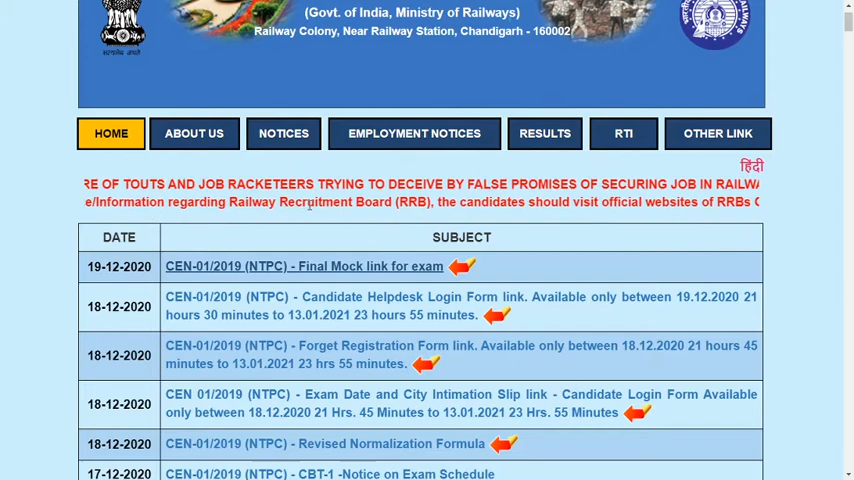 (Govt. of India, Ministry of Railways)
Railway Colony, Near Railway Station, Chandigarh - 160002
HOME ABOUT US NOTICES EMPLOYMENT NOTICES RESULTS RTI OTHER LINK
हिंदी
RE OF TOUTS AND JOB RACKETEERS TRYING TO DECEIVE BY FALSE PROMISES OF SECURING JOB IN RAILWA
e/Information regarding Railway Recruitment Board (RRB), the candidates should visit official websites of RRBs
DATE SUBJECT
19-12-2020 CEN-01/2019 (NTPC) - Final Mock link for exam
CEN-01/2019 (NTPC) - Candidate Helpdesk Login Form link. Available only between 19.12.2020 21
18-12-2020
hours 30 minutes to 13.01.2021 23 hours 55 minutes.
CEN-01/2019 (NTPC) - Forget Registration Form link. Available only between 18.12.2020 21 hours 45
18-12-2020
minutes to 13.01.2021 23 hrs 55 minutes.
CEN 01/2019 (NTPC) - Exam Date and City Intimation Slip link - Candidate Login Form Available
18-12-2020
only between 18.12.2020 21 Hrs. 45 Minutes to 13.01.2021 23 Hrs. 55 Minutes
18-12-2020 CEN-01/2019 (NTPC) - Revised Normalization Formula
17-12-2020 CEN-01/2019 (NTPC) - CBT-1 -Notice on Exam Schedule